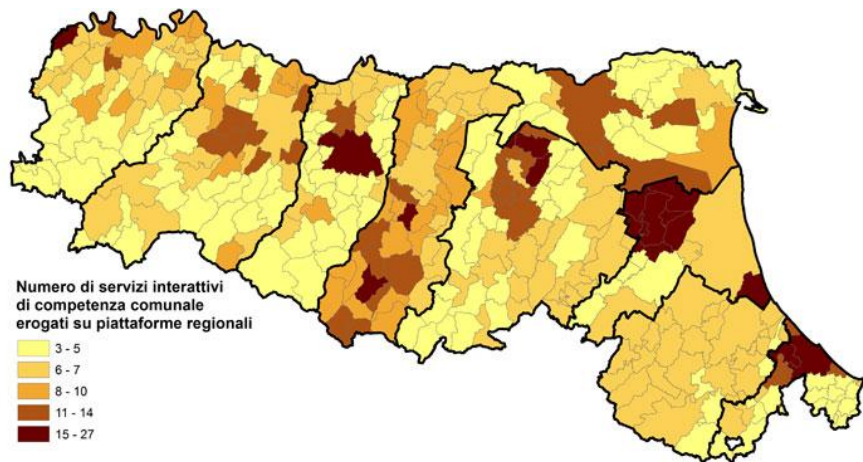 Numero di servizi interattivi
di competenza comunale
erogati su piattaforme regionali
3 - 5
6 - 7
8 - 10
11 - 14
15 - 27